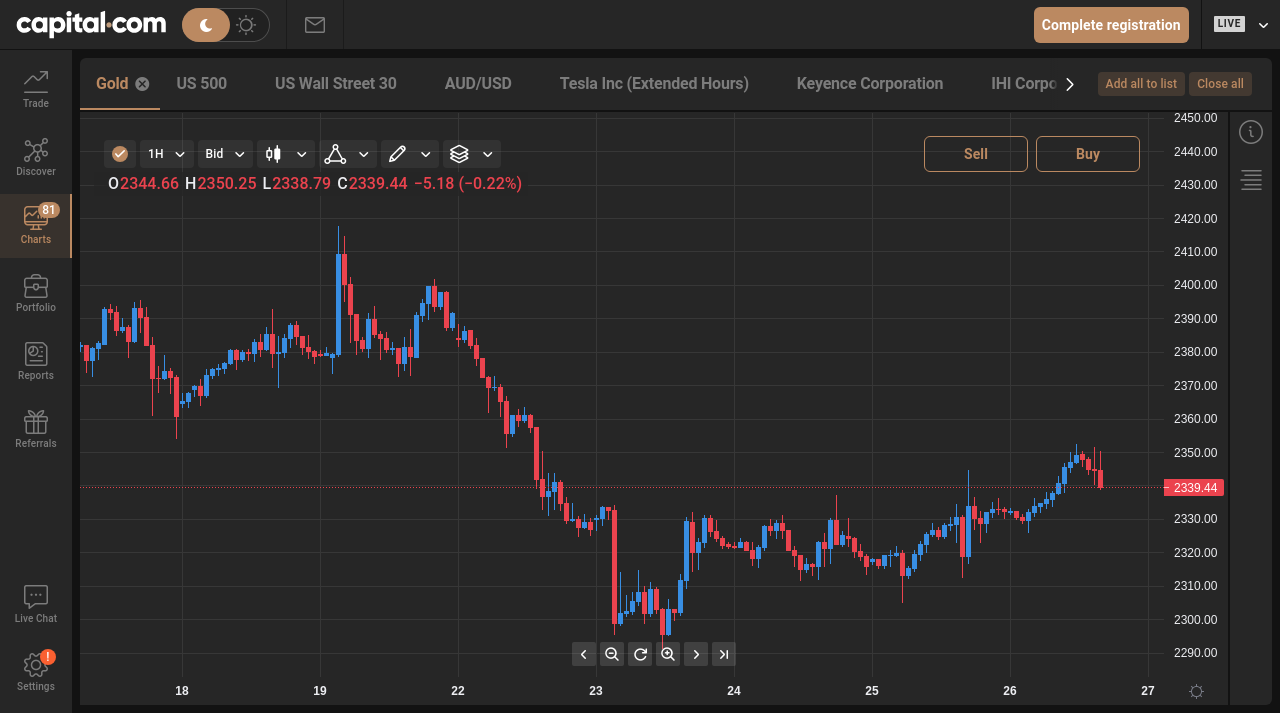 capital.com
Complete registration
LIVE
Trade
Discover
81
Charts
Portfolio
Reports
Referrals
Live Chat
!
Settings
Gold US 500 US Wall Street 30 AUD/USD Tesla Inc (Extended Hours) Keyence Corporation IHI Corpo Add all to list Close all
1H Bid Sell Buy
O2344.66 H2350.25 L2338.79 C2339.44 −5.18 (−0.22%)
2450.00
2440.00
2430.00
2420.00
2410.00
2400.00
2390.00
2380.00
2370.00
2360.00
2350.00
2339.44
2330.00
2320.00
2310.00
2300.00
2290.00
18 19 22 23 24 25 26 27